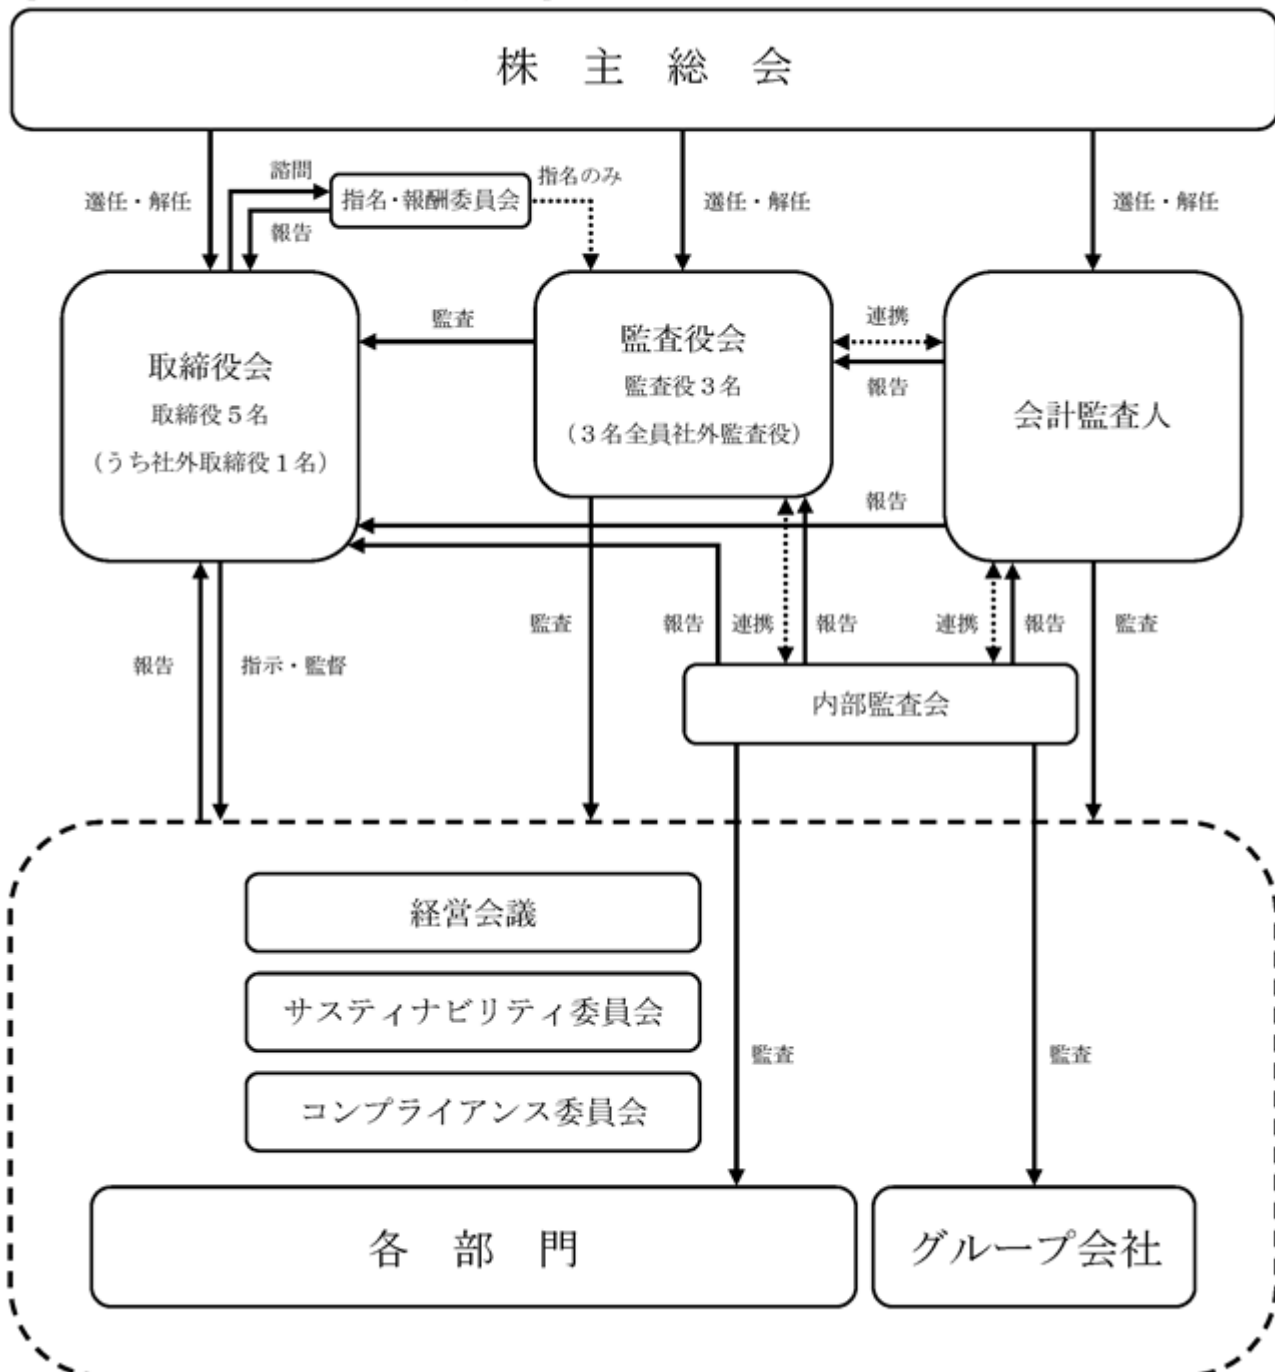 株 主 総 会
諮問
指名のみ
選任・解任
指名・報酬委員会
選任・解任
選任・解任
報告
監査
連携
取締役会
取締役５名
（うち社外取締役１名）
監査役会
監査役３名
（３名全員社外監査役）
報告
会計監査人
報告
報告
指示・監督
監査
報告
連携
報告
連携
報告
監査
内部監査会
経営会議
サスティナビリティ委員会
コンプライアンス委員会
監査
監査
各 部 門
グループ会社